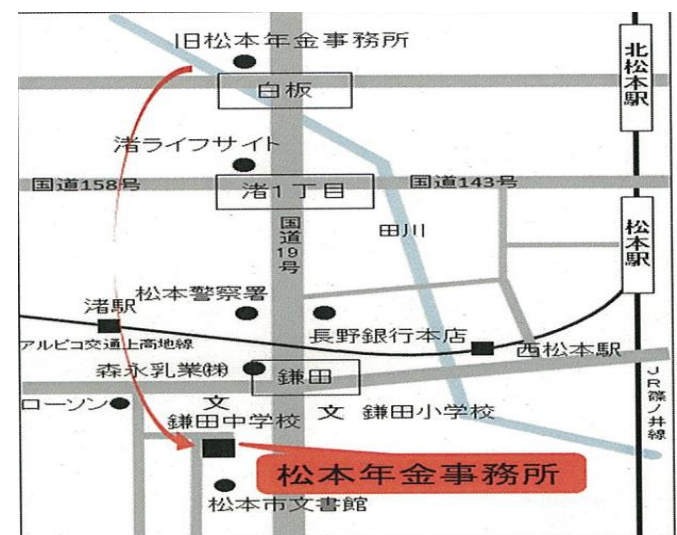 旧松本年金事務所
北松本駅
白板
渚ライフサイト
国道158号
渚1丁目
国道143号
国道19号
田川
松本駅
松本警察署
渚駅
長野銀行本店
アルピコ交通上高地線
西松本駅
森永乳業㈱
鎌田
JR篠ノ井線
ローソン
文
鎌田中学校
文 鎌田小学校
松本年金事務所
松本市文書館